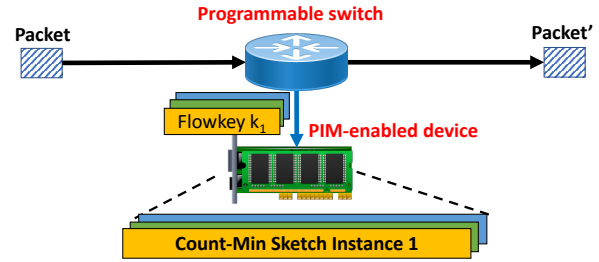 Programmable switch
Packet
Packet'
Flowkey k₁
PIM-enabled device
Count-Min Sketch Instance 1